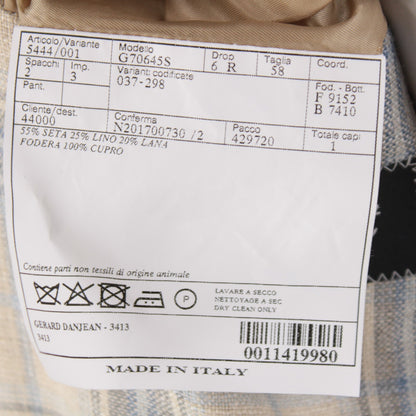 Articolo/Variante Modello Drop Taglia Coord.
5444/001 G70645S 6 R 58
Spacchi Imp. Varianti codificate Fod. - Bott.
2 3 037-298 F 9152
Pant. B 7410
Cliente/dest. Conferma Pacco Totale capi
44000 N201700730 /2 429720 1
55% SETA 25% LINO 20% LANA
FODERA 100% CUPRO
Contiene parti non tessili di origine animale
P
LAVARE A SECCO
NETTOYAGE A SEC
DRY CLEAN ONLY
GERARD DANJEAN - 3413
3413
0011419980
MADE IN ITALY